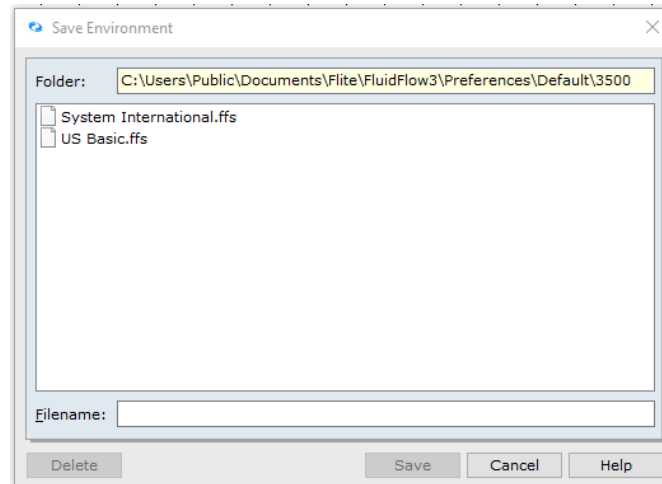 Save Environment
Folder: C:\Users\Public\Documents\Flite\FluidFlow3\Preferences\Default\3500
System International.ffs
US Basic.ffs
Filename:
Delete Save Cancel Help